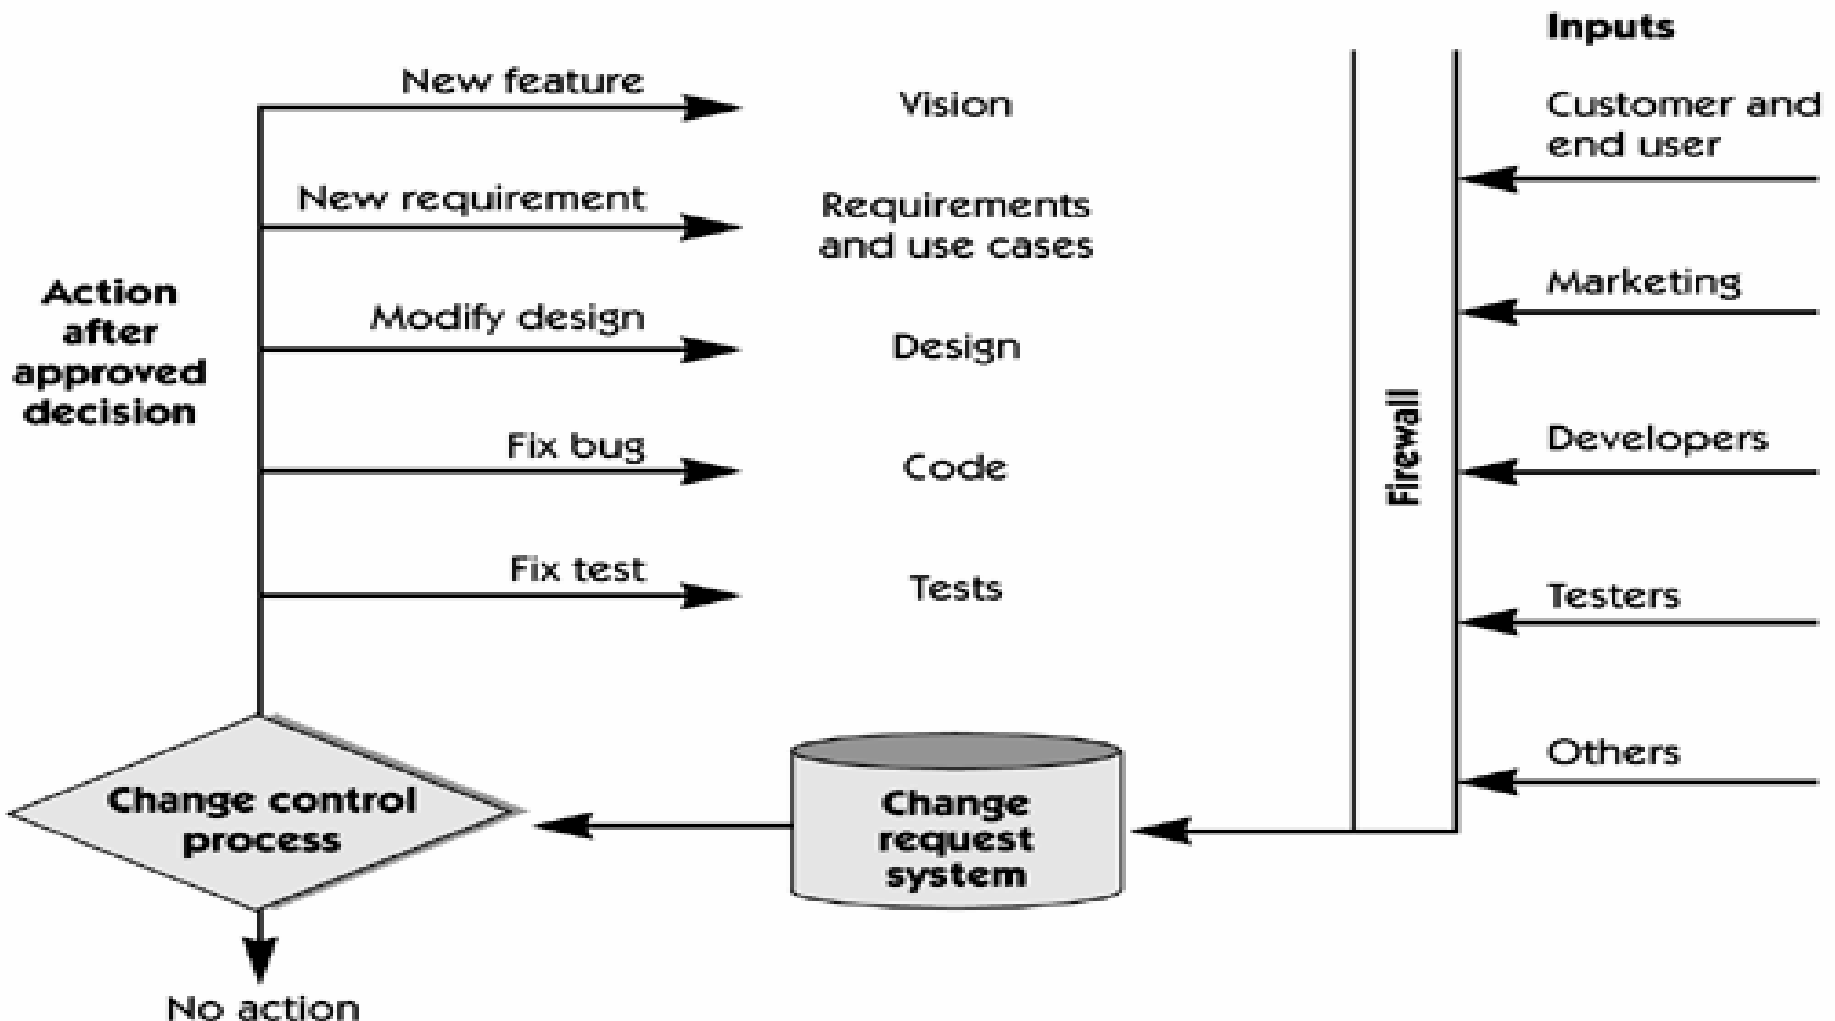 Inputs
New feature
Vision
Customer and
end user
New requirement
Requirements
and use cases
Action
after
approved
decision
Marketing
Modify design
Design
Firewall
Developers
Fix bug
Code
Fix test
Tests
Testers
Others
Change control
process
Change
request
system
No action